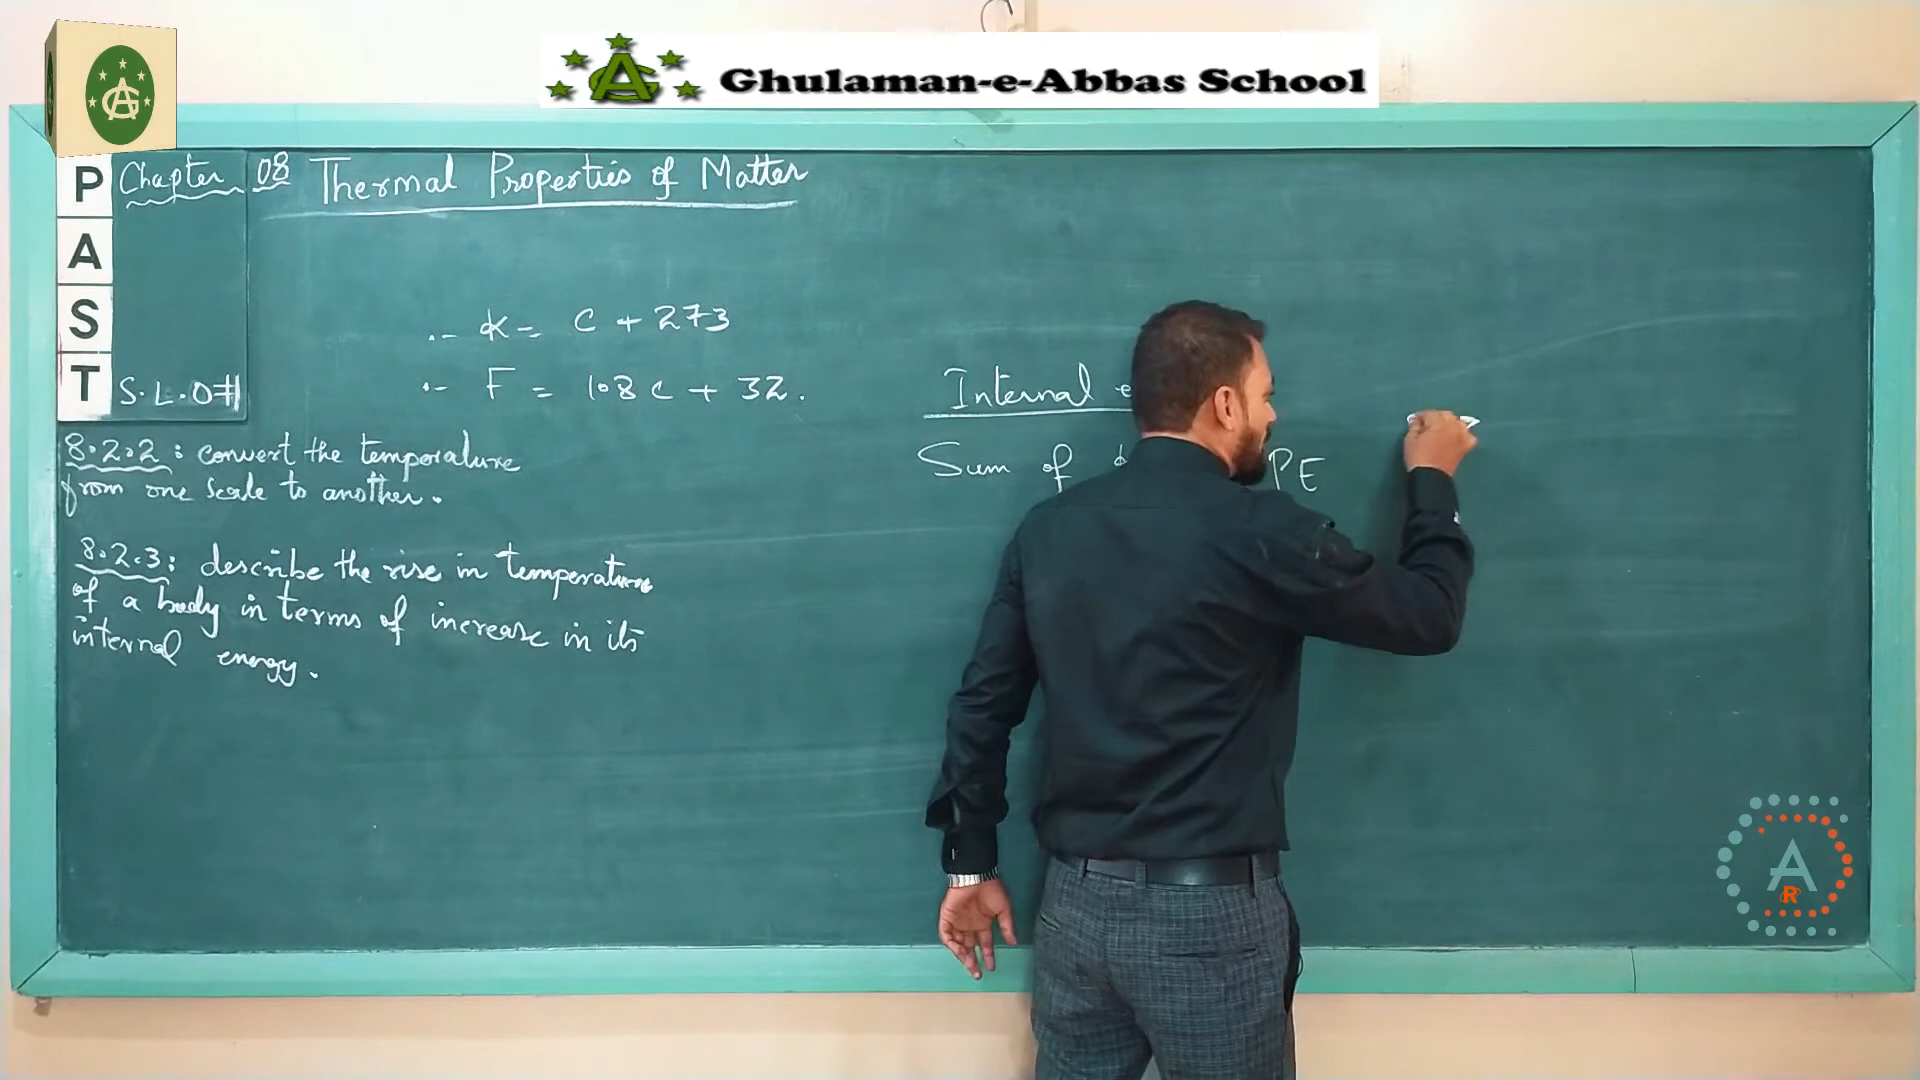 Ghulaman-e-Abbas School
P
A
S
T
Chapter 08 Thermal Properties of Matter
K = C + 273
F = 1.8 C + 32.
S.L.O#
8.2.2: convert the temperature
from one scale to another.
8.2.3: describe the rise in temperature
of a body in terms of increase in its
internal energy.
Internal e
Sum of PE